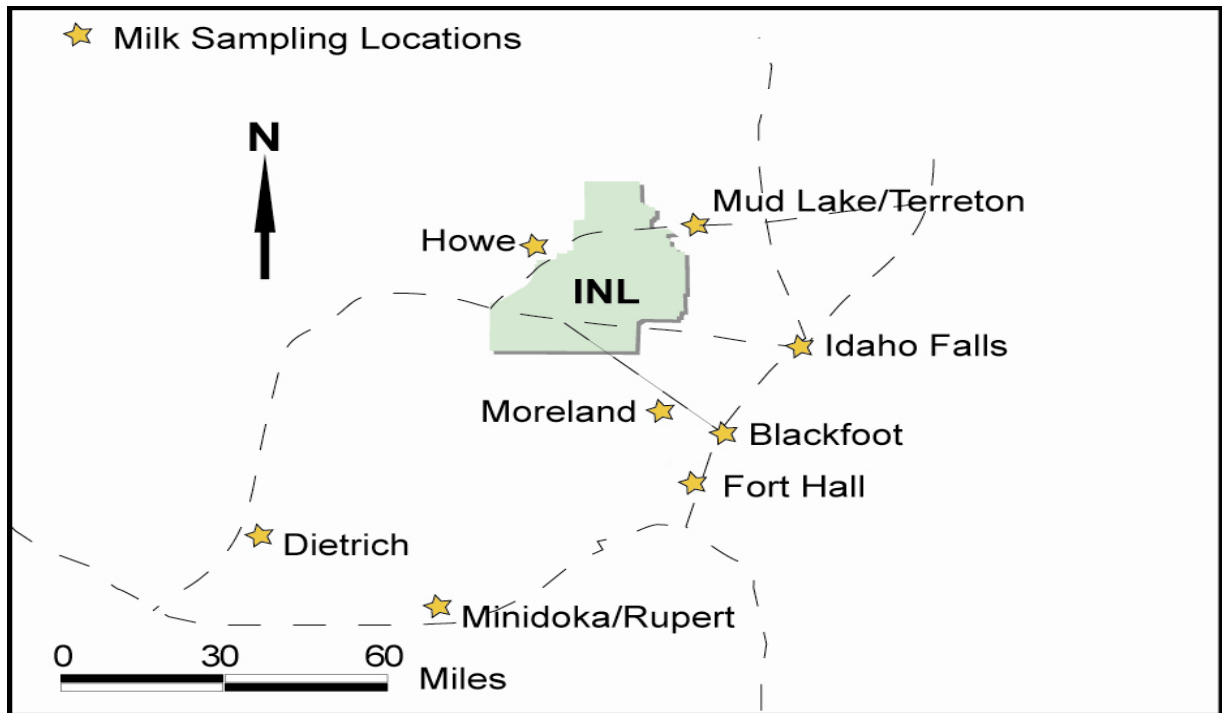 Milk Sampling Locations
N
Mud Lake/Terreton
Howe
INL
Idaho Falls
Moreland
Blackfoot
Fort Hall
Dietrich
Minidoka/Rupert
0 30 60
Miles